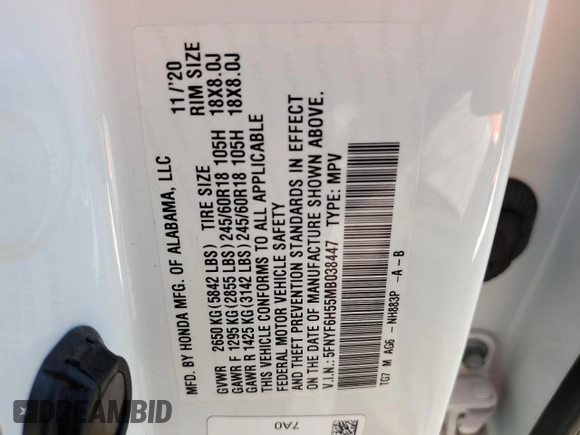 MFD. BY HONDA MFG. OF ALABAMA, LLC 11/'20
TIRE SIZE RIM SIZE
GVWR 2650 KG (5842 LBS)
GAWR F 1295 KG (2855 LBS) 245/60R18 105H 18X8.0J
GAWR R 1425 KG (3142 LBS) 245/60R18 105H 18X8.0J
THIS VEHICLE CONFORMS TO ALL APPLICABLE
FEDERAL MOTOR VEHICLE SAFETY
AND THEFT PREVENTION STANDARDS IN EFFECT
ON THE DATE OF MANUFACTURE SHOWN ABOVE.
V.I.N.: 5FNYF6H55MB038447 TYPE: MPV
TG7 M AG6 - NH883P -A -B
7A0
DREAMBID